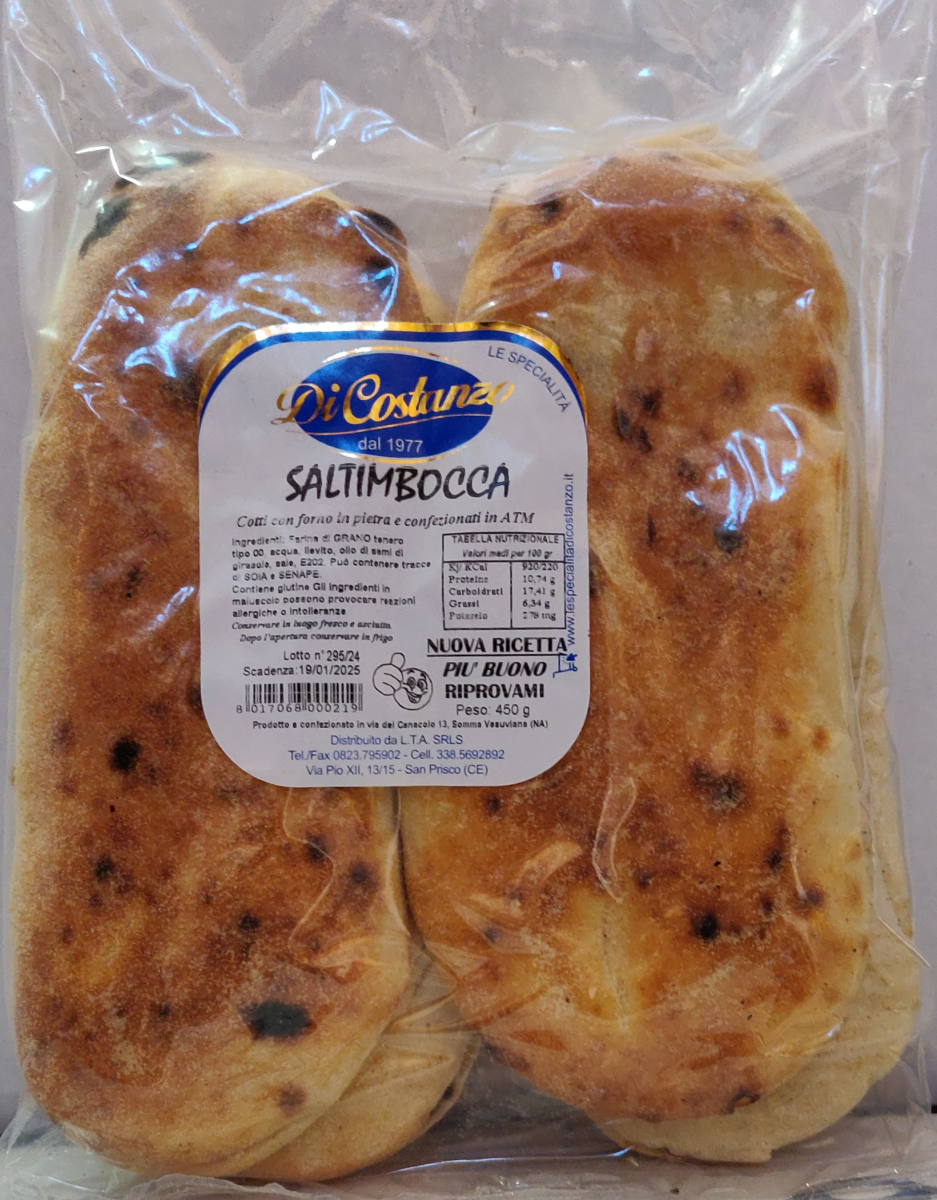 LE SPECIALITÀ
Di Costanzo
dal 1977
SALTIMBOCCA
Cotti con forno in pietra e confezionati in ATM
Ingredienti: Farina di GRANO tenero
tipo 00, acqua, lievito, olio di semi di
girasole, sale, E202. Può contenere tracce
di SOIA e SENAPE.
Contiene glutine Gli ingredienti in
maiuscolo possono provocare reazioni
allergiche o intolleranze
Conservare in luogo fresco e asciutto
Dopo l'apertura conservare in frigo
TABELLA NUTRIZIONALE
Valori medi per 100 gr
Kj/KCal 920/220
Proteine 10,74 g
Carboidrati 17,41 g
Grassi 6,34 g
Potassio 278 mg
www.lespecialitadicostanzo.it
Lotto n° 295/24
Scadenza:19/01/2025
8 017068 000219
NUOVA RICETTA
PIU' BUONO
RIPROVAMI
Peso: 450 g
Prodotto e confezionato in via del Cenacolo 13, Somma Vesuviana (NA)
Distribuito da L.T.A. SRLS
Tel./Fax 0823.795902 - Cell. 338.5692892
Via Pio XII, 13/15 - San Prisco (CE)